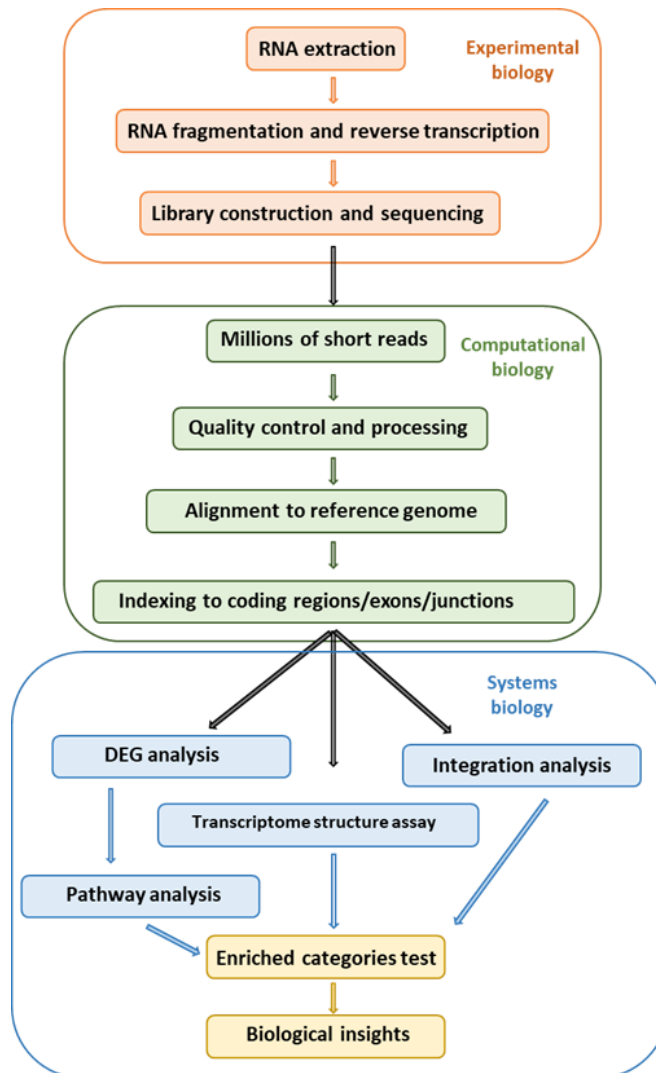 RNA extraction
Experimental
biology
RNA fragmentation and reverse transcription
Library construction and sequencing
Millions of short reads
Computational
biology
Quality control and processing
Alignment to reference genome
Indexing to coding regions/exons/junctions
Systems
biology
DEG analysis
Integration analysis
Transcriptome structure assay
Pathway analysis
Enriched categories test
Biological insights